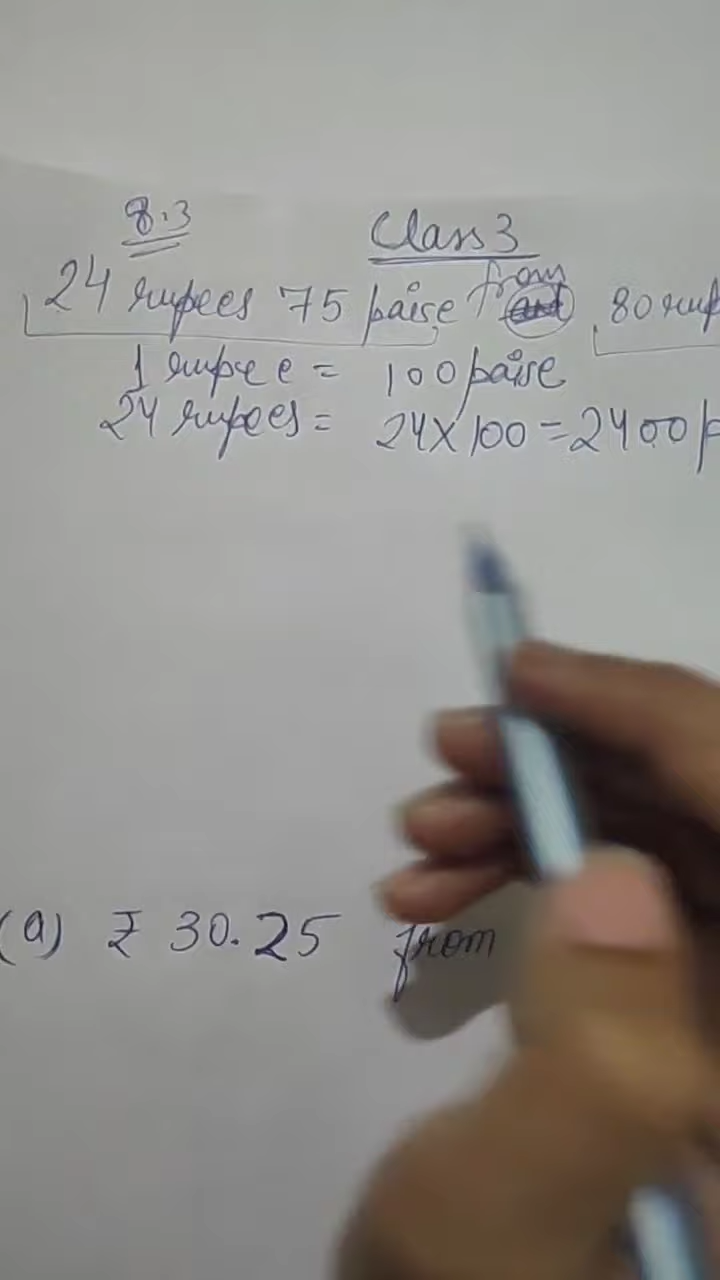 8.3 Class 3
24 rupees 75 paise from 80 rup
1 rupee = 100 paise
24 rupees = 24 x 100 = 2400 p
(a) ₹ 30.25 from